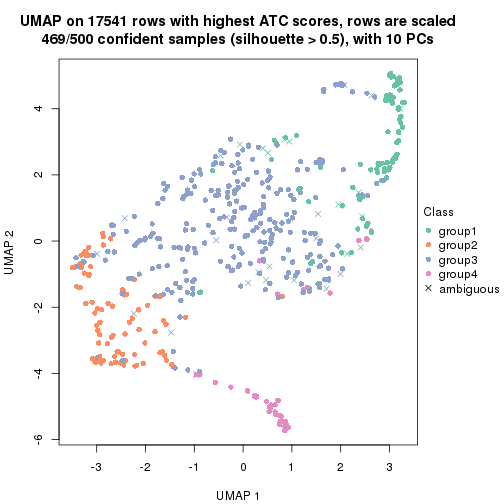 UMAP on 17541 rows with highest ATC scores, rows are scaled
469/500 confident samples (silhouette > 0.5), with 10 PCs
4
2
0
-2
-4
-6
UMAP 2
-3
-2
-1
0
1
2
3
UMAP 1
Class
group1
group2
group3
group4
ambiguous